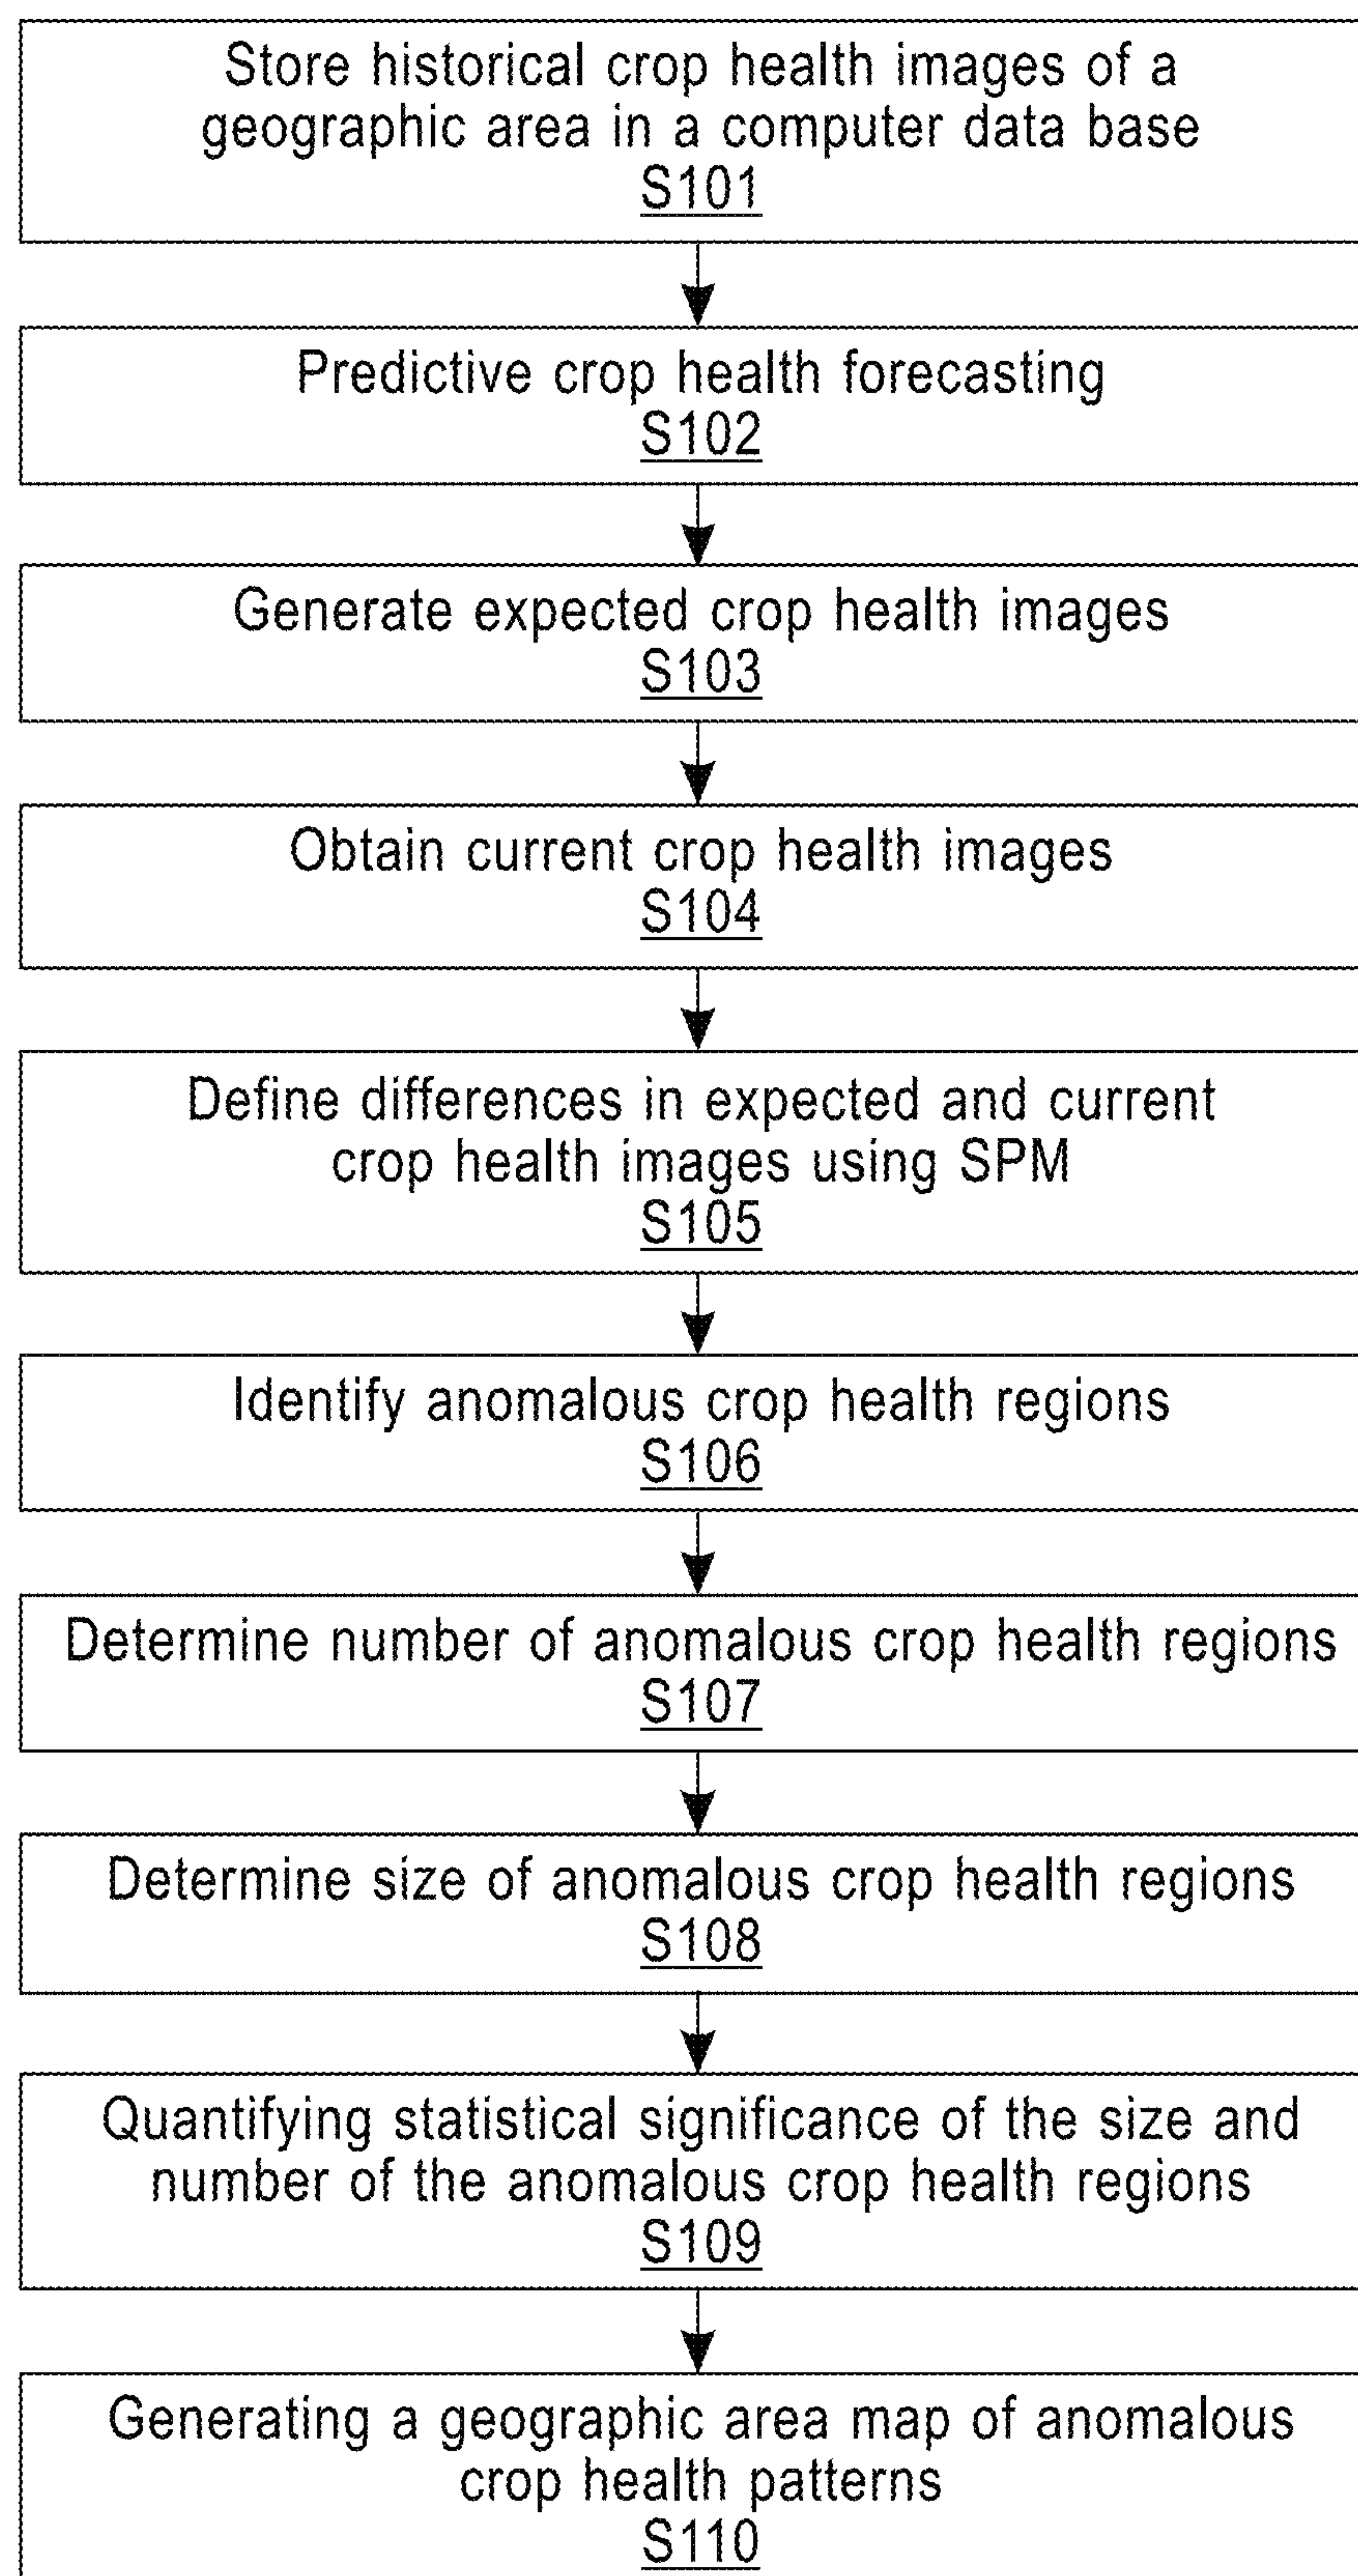 Store historical crop health images of a
geographic area in a computer data base
S101
Predictive crop health forecasting
S102
Generate expected crop health images
S103
Obtain current crop health images
S104
Define differences in expected and current
crop health images using SPM
S105
Identify anomalous crop health regions
S106
Determine number of anomalous crop health regions
S107
Determine size of anomalous crop health regions
S108
Quantifying statistical significance of the size and
number of the anomalous crop health regions
S109
Generating a geographic area map of anomalous
crop health patterns
S110